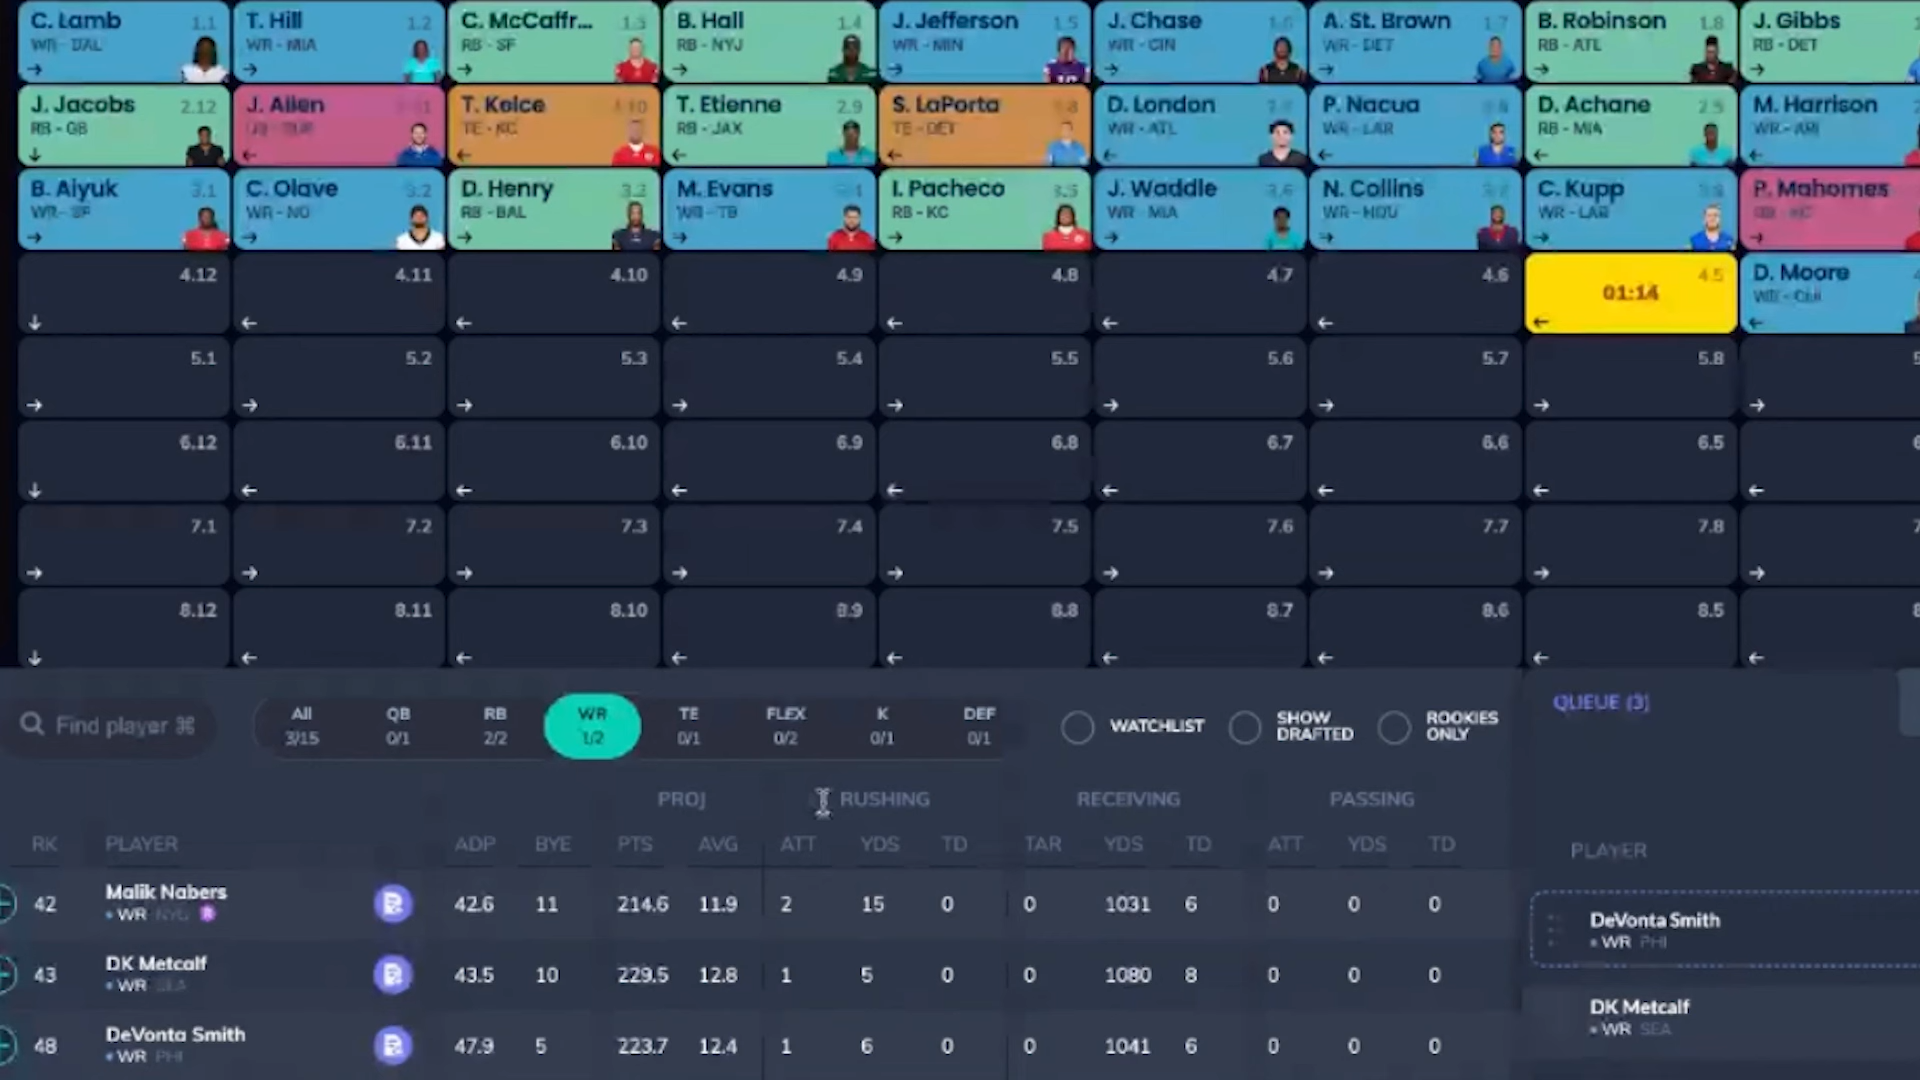 C. Lamb 1.1 T. Hill 1.2 C. McCaffr... 1.3 B. Hall 1.4 J. Jefferson 1.5 J. Chase 1.6 A. St. Brown 1.7 B. Robinson 1.8 J. Gibbs
WR - DAL WR - MIA RB - SF RB - NYJ WR - MIN WR - CIN WR - DET RB - ATL RB - DET
J. Jacobs 2.12 J. Allen T. Kelce T. Etienne 2.9 S. LaPorta D. London P. Nacua D. Achane 2.5 M. Harrison
RB - GB TE - KC RB - JAX TE - DET WR - ATL WR - LAR RB - MIA WR - ARI
B. Aiyuk 3.1 C. Olave 3.2 D. Henry M. Evans I. Pacheco 3.5 J. Waddle 3.6 N. Collins C. Kupp P. Mahomes
WR - SF WR - NO RB - BAL WR - TB RB - KC WR - MIA WR - HOU WR - LAR
4.12 4.11 4.10 4.9 4.8 4.7 4.6 4.5 D. Moore
01:14 WR - CHI
5.1 5.2 5.3 5.4 5.5 5.6 5.7 5.8
6.12 6.11 6.10 6.9 6.8 6.7 6.6 6.5
7.1 7.2 7.3 7.4 7.5 7.6 7.7 7.8
8.12 8.11 8.10 8.9 8.8 8.7 8.6 8.5
Find player ⌘
All QB RB WR TE FLEX K DEF
3/15 0/1 2/2 1/2 0/1 0/2 0/1 0/1
WATCHLIST
SHOW DRAFTED
ROOKIES ONLY
QUEUE (3)
PROJ RUSHING RECEIVING PASSING
RK PLAYER ADP BYE PTS AVG ATT YDS TD TAR YDS TD ATT YDS TD
42 Malik Nabers 42.6 11 214.6 11.9 2 15 0 0 1031 6 0 0 0
WR NYG R
43 DK Metcalf 43.5 10 229.5 12.8 1 5 0 0 1080 8 0 0 0
WR SEA
48 DeVonta Smith 47.9 5 223.7 12.4 1 6 0 0 1041 6 0 0 0
WR PHI
PLAYER
DeVonta Smith
WR PHI
DK Metcalf
WR SEA